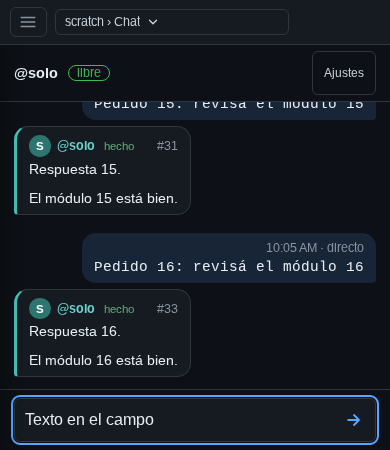 scratch › Chat
@solo libre
Ajustes
Pedido 15: revisá el módulo 15
S @solo hecho #31
Respuesta 15.
El módulo 15 está bien.
10:05 AM · directo
Pedido 16: revisá el módulo 16
S @solo hecho #33
Respuesta 16.
El módulo 16 está bien.
Texto en el campo